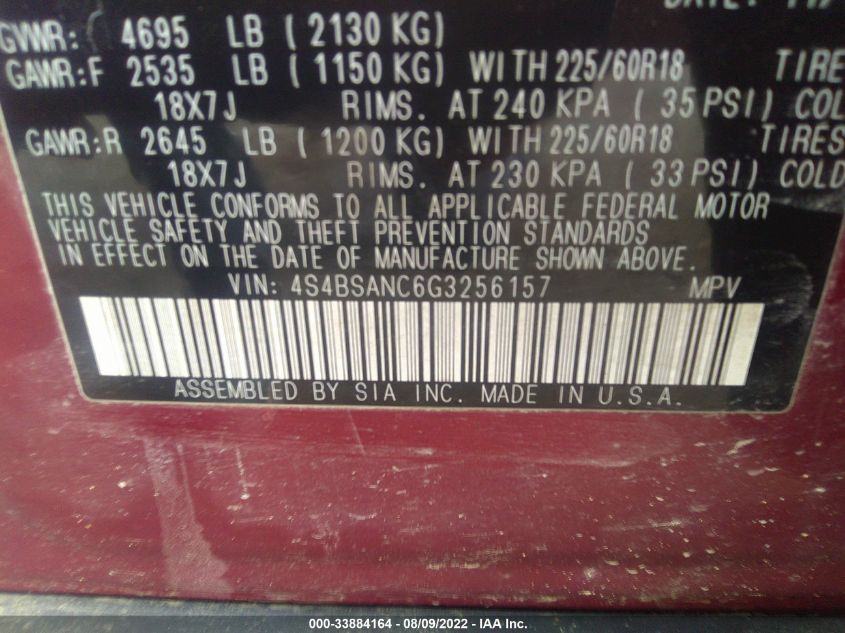 GVWR: 4695 LB ( 2130 KG)
GAWR:F 2535 LB ( 1150 KG) WITH 225/60R18 TIRE
18X7J RIMS. AT 240 KPA ( 35 PSI) COL
GAWR:R 2645 LB ( 1200 KG) WITH 225/60R18 TIRES
18X7J RIMS. AT 230 KPA ( 33 PSI) COLD
THIS VEHICLE CONFORMS TO ALL APPLICABLE FEDERAL MOTOR
VEHICLE SAFETY AND THEFT PREVENTION STANDARDS
IN EFFECT ON THE DATE OF MANUFACTURE SHOWN ABOVE.
VIN: 4S4BSANC6G3256157 MPV
ASSEMBLED BY SIA INC. MADE IN U.S.A.
000-33884164 - 08/09/2022 - IAA Inc.